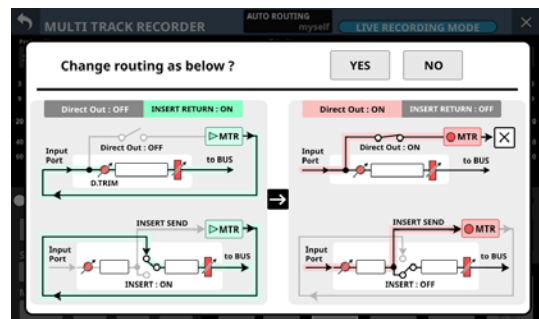 MULTI TRACK RECORDER
AUTO ROUTING
myself
LIVE RECORDING MODE
Change routing as below ?
YES
NO
Direct Out : OFF
INSERT RETURN : ON
MTR
Direct Out : OFF
Input
Port
to BUS
D.TRIM
INSERT SEND
MTR
Input
Port
to BUS
INSERT : ON
Direct Out : ON
INSERT RETURN : OFF
MTR
Direct Out : ON
Input
Port
to BUS
INSERT SEND
MTR
Input
Port
to BUS
INSERT : OFF